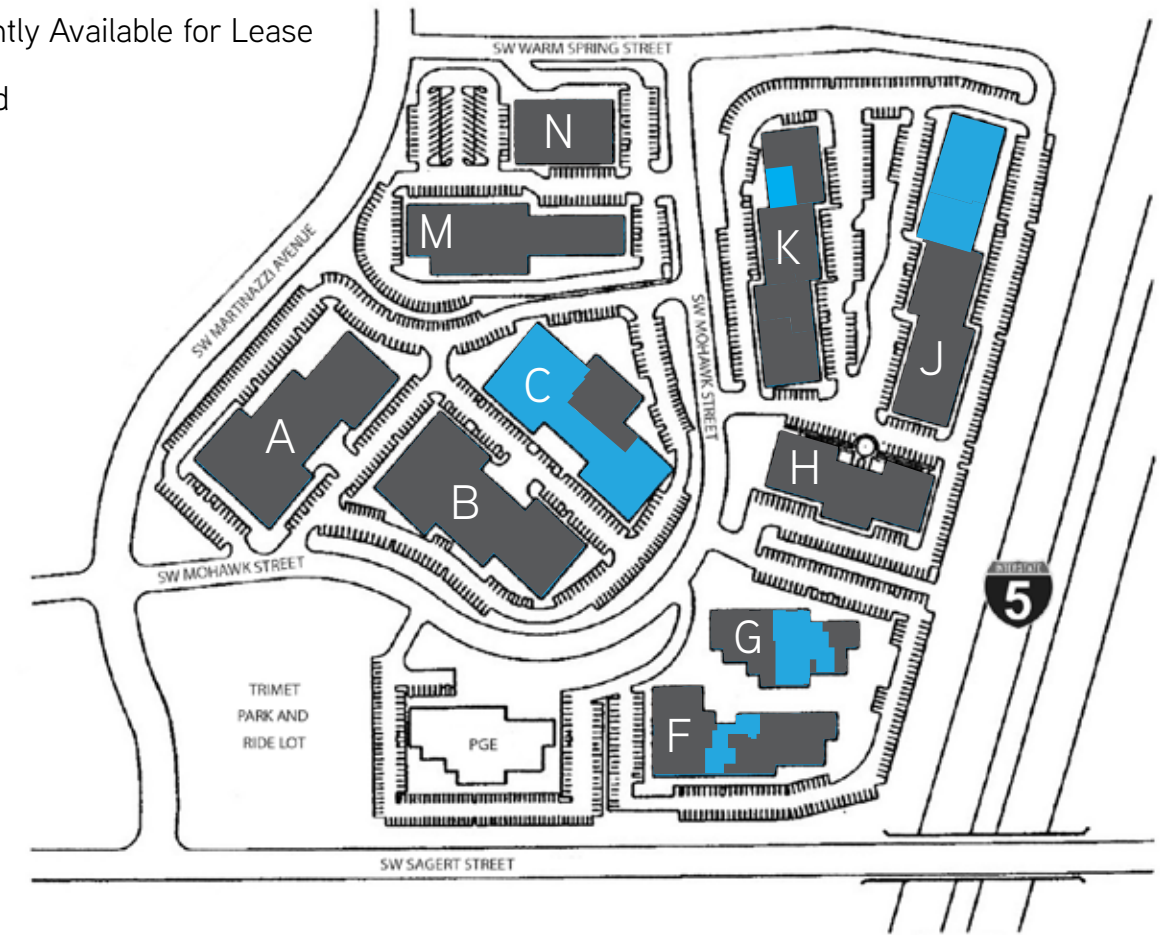 ntly Available for Lease
d
SW WARM SPRING STREET
N
M
K
SW MARTINAZZI AVENUE
SW MOHAWK STREET
C
J
A
B
H
SW MOHAWK STREET
5
G
TRIMET
PARK AND
RIDE LOT
F
PGE
SW SAGERT STREET